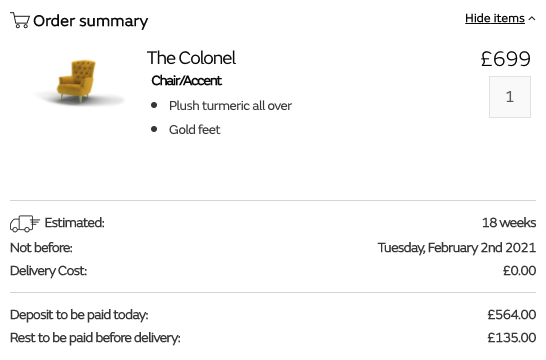 Order summary
Hide items
The Colonel
£699
Chair/Accent
1
Plush turmeric all over
Gold feet
Estimated:
18 weeks
Not before:
Tuesday, February 2nd 2021
Delivery Cost:
£0.00
Deposit to be paid today:
£564.00
Rest to be paid before delivery:
£135.00